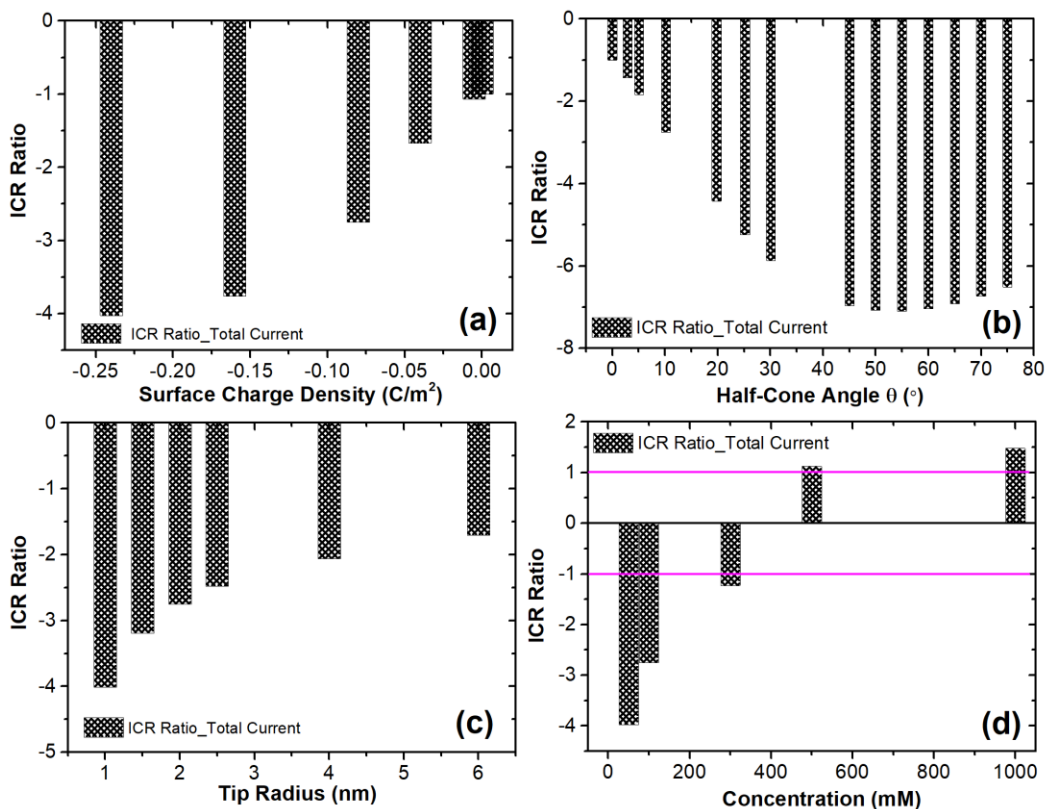 0
-1
-2
-3
-4
ICR Ratio
ICR Ratio_Total Current
(a)
-0.25 -0.20 -0.15 -0.10 -0.05 0.00
Surface Charge Density (C/m²)
0
-2
-4
-6
-8
ICR Ratio
ICR Ratio_Total Current
(b)
0 10 20 30 40 50 60 70 80
Half-Cone Angle θ (°)
0
-1
-2
-3
-4
-5
ICR Ratio
ICR Ratio_Total Current
(c)
1 2 3 4 5 6
Tip Radius (nm)
2
1
0
-1
-2
-3
-4
ICR Ratio
ICR Ratio_Total Current
(d)
0 200 400 600 800 1000
Concentration (mM)